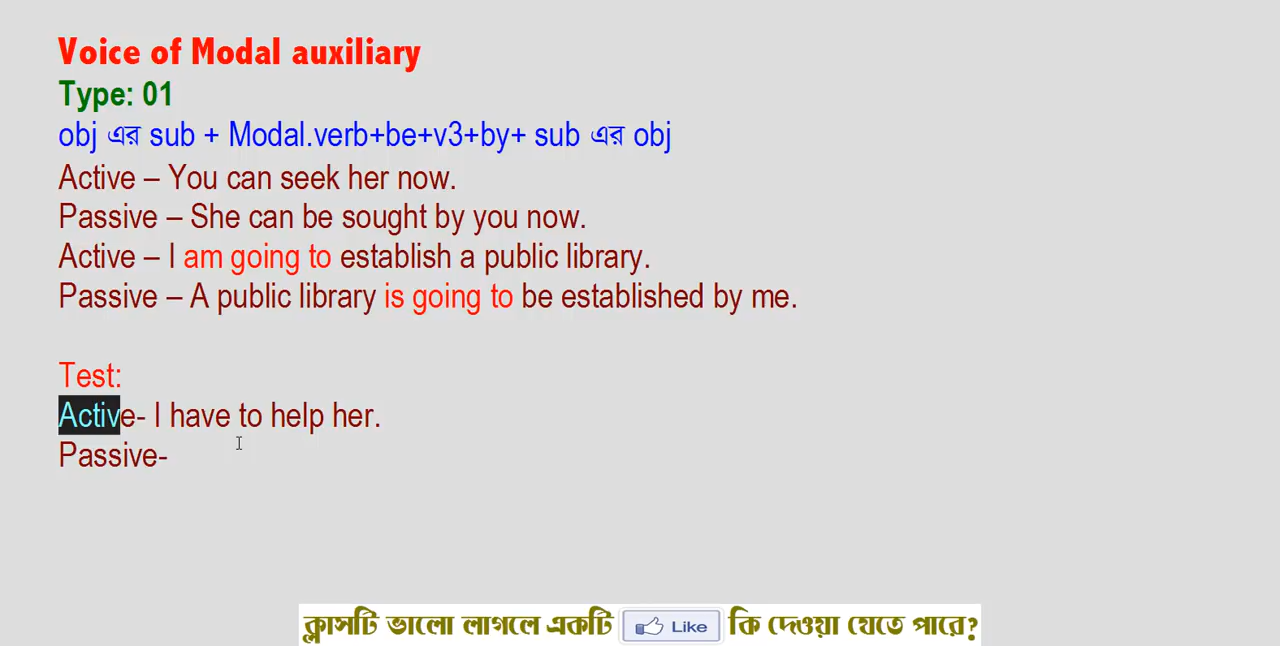 Voice of Modal auxiliary
Type: 01
obj এর sub + Modal.verb+be+v3+by+ sub এর obj
Active – You can seek her now.
Passive – She can be sought by you now.
Active – I am going to establish a public library.
Passive – A public library is going to be established by me.
Test:
Active- I have to help her.
Passive-
ক্লাসটি ভালো লাগলে একটি Like কি দেওয়া যেতে পারে?